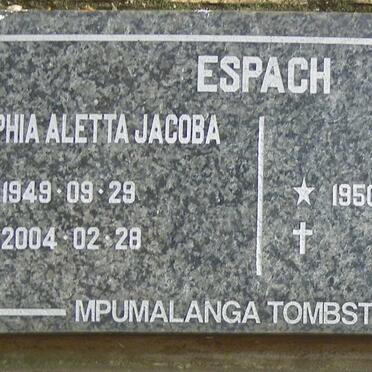 ESPACH
PHIA ALETTA JACOBA
1949·09·29
2004·02·28
1950
MPUMALANGA TOMBST